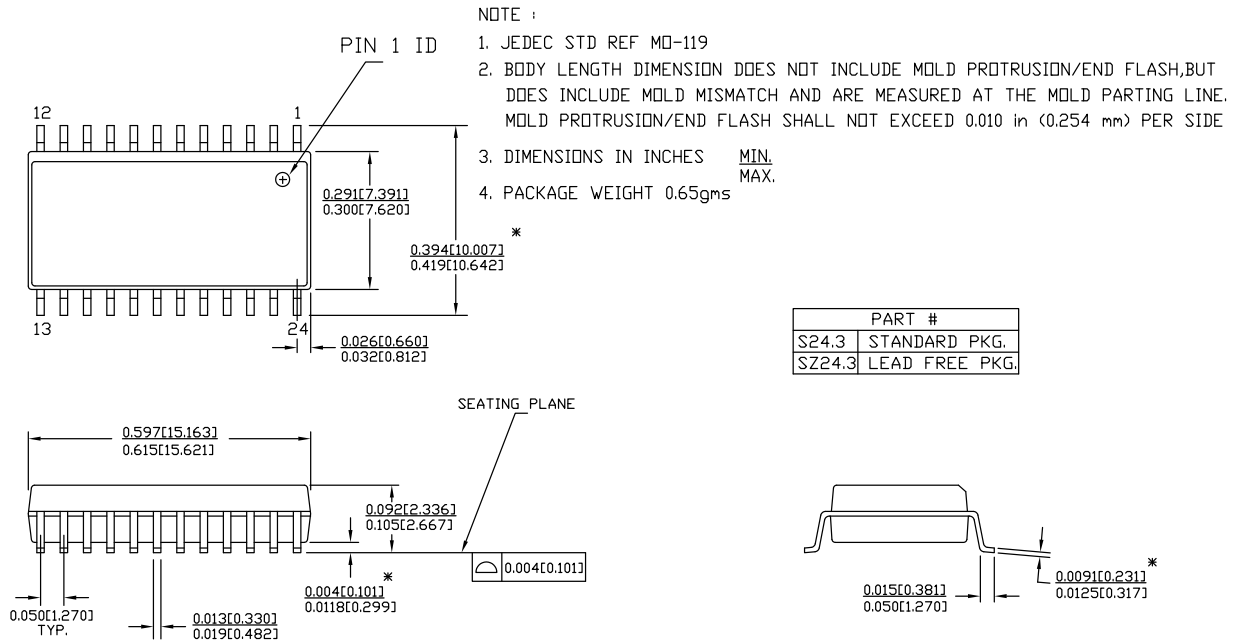 NOTE :
PIN 1 ID
1. JEDEC STD REF MO-119
2. BODY LENGTH DIMENSION DOES NOT INCLUDE MOLD PROTRUSION/END FLASH,BUT
DOES INCLUDE MOLD MISMATCH AND ARE MEASURED AT THE MOLD PARTING LINE.
MOLD PROTRUSION/END FLASH SHALL NOT EXCEED 0.010 in (0.254 mm) PER SIDE
3. DIMENSIONS IN INCHES MIN.
MAX.
4. PACKAGE WEIGHT 0.65gms
12 1
0.291[7.391]
0.300[7.620]
*
0.394[10.007]
0.419[10.642]
13 24
0.026[0.660]
0.032[0.812]
PART #
S24.3 STANDARD PKG.
SZ24.3 LEAD FREE PKG.
SEATING PLANE
0.597[15.163]
0.615[15.621]
0.092[2.336]
0.105[2.667]
0.004[0.101]
*
0.004[0.101]
0.0118[0.299]
0.050[1.270]
TYP.
0.013[0.330]
0.019[0.482]
0.015[0.381]
0.050[1.270]
*
0.0091[0.231]
0.0125[0.317]